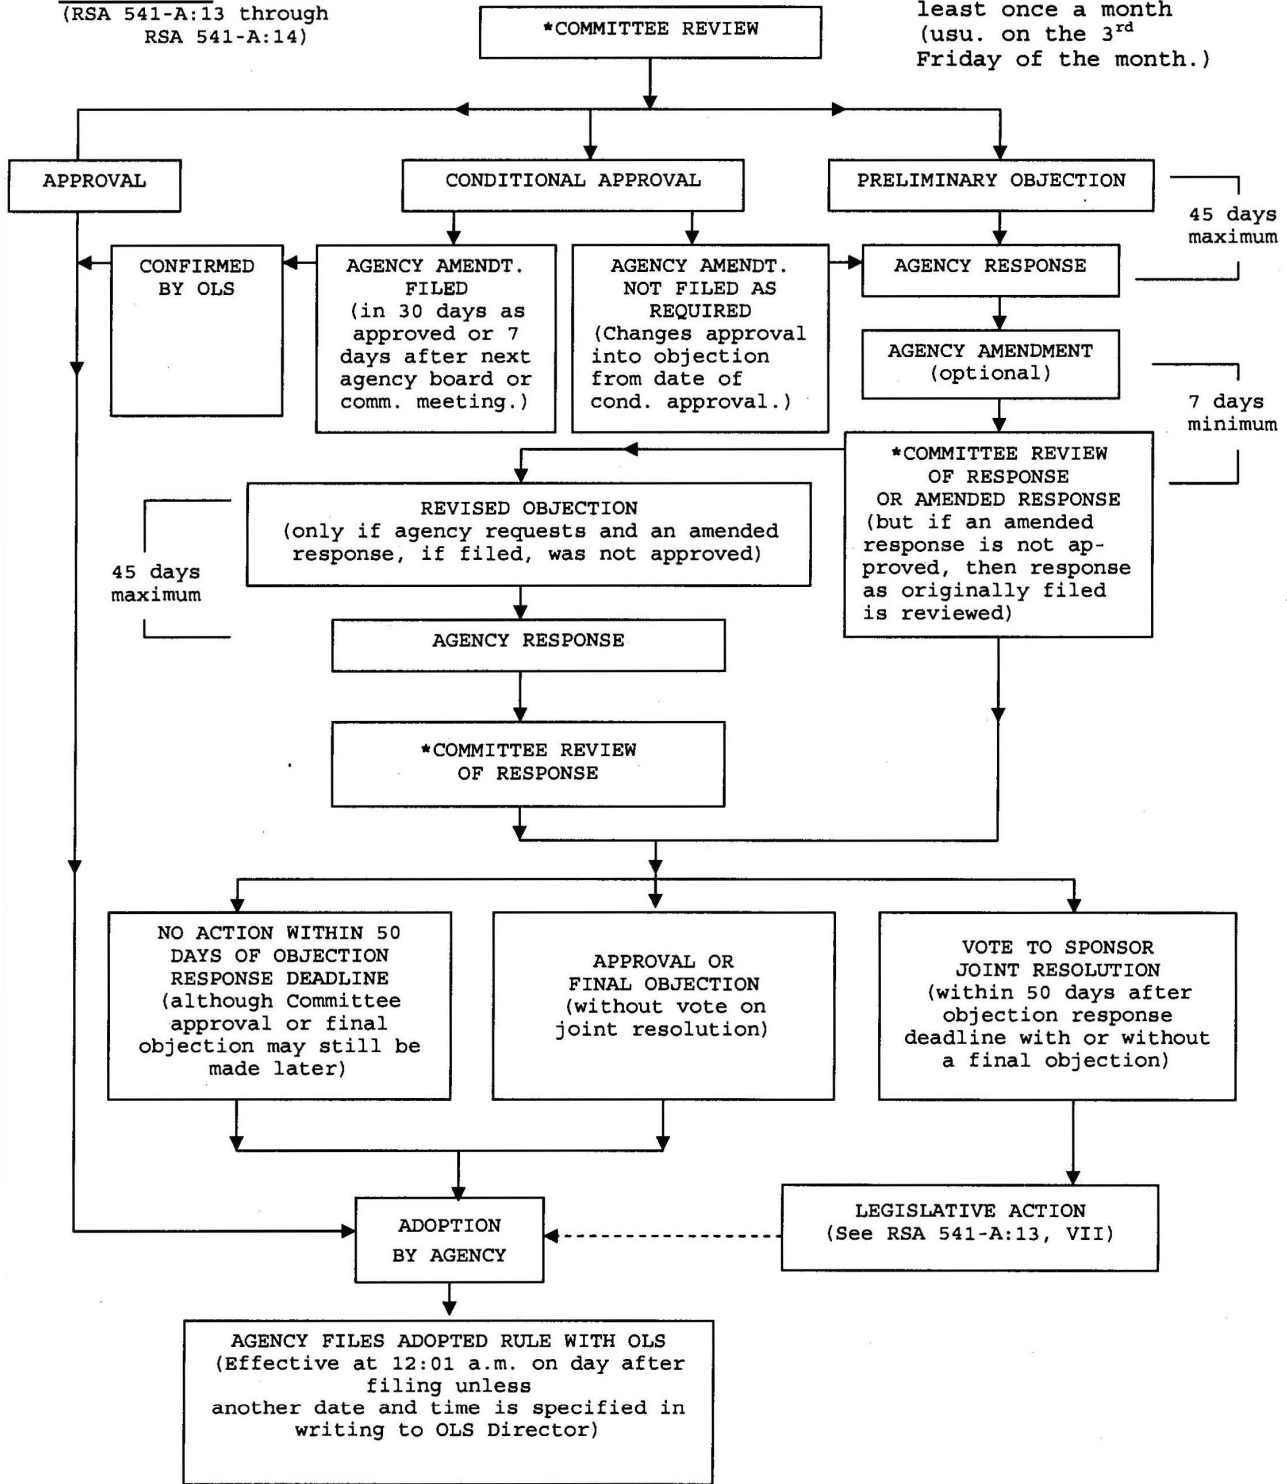 (RSA 541-A:13 through
RSA 541-A:14)
*COMMITTEE REVIEW
least once a month
(usu. on the 3rd
Friday of the month.)
APPROVAL
CONDITIONAL APPROVAL
PRELIMINARY OBJECTION
45 days
maximum
CONFIRMED
BY OLS
AGENCY AMENDT.
FILED
(in 30 days as
approved or 7
days after next
agency board or
comm. meeting.)
AGENCY AMENDT.
NOT FILED AS
REQUIRED
(Changes approval
into objection
from date of
cond. approval.)
AGENCY RESPONSE
AGENCY AMENDMENT
(optional)
7 days
minimum
*COMMITTEE REVIEW
OF RESPONSE
OR AMENDED RESPONSE
(but if an amended
response is not ap-
proved, then response
as originally filed
is reviewed)
REVISED OBJECTION
(only if agency requests and an amended
response, if filed, was not approved)
45 days
maximum
AGENCY RESPONSE
*COMMITTEE REVIEW
OF RESPONSE
NO ACTION WITHIN 50
DAYS OF OBJECTION
RESPONSE DEADLINE
(although Committee
approval or final
objection may still be
made later)
APPROVAL OR
FINAL OBJECTION
(without vote on
joint resolution)
VOTE TO SPONSOR
JOINT RESOLUTION
(within 50 days after
objection response
deadline with or without
a final objection)
ADOPTION
BY AGENCY
LEGISLATIVE ACTION
(See RSA 541-A:13, VII)
AGENCY FILES ADOPTED RULE WITH OLS
(Effective at 12:01 a.m. on day after
filing unless
another date and time is specified in
writing to OLS Director)